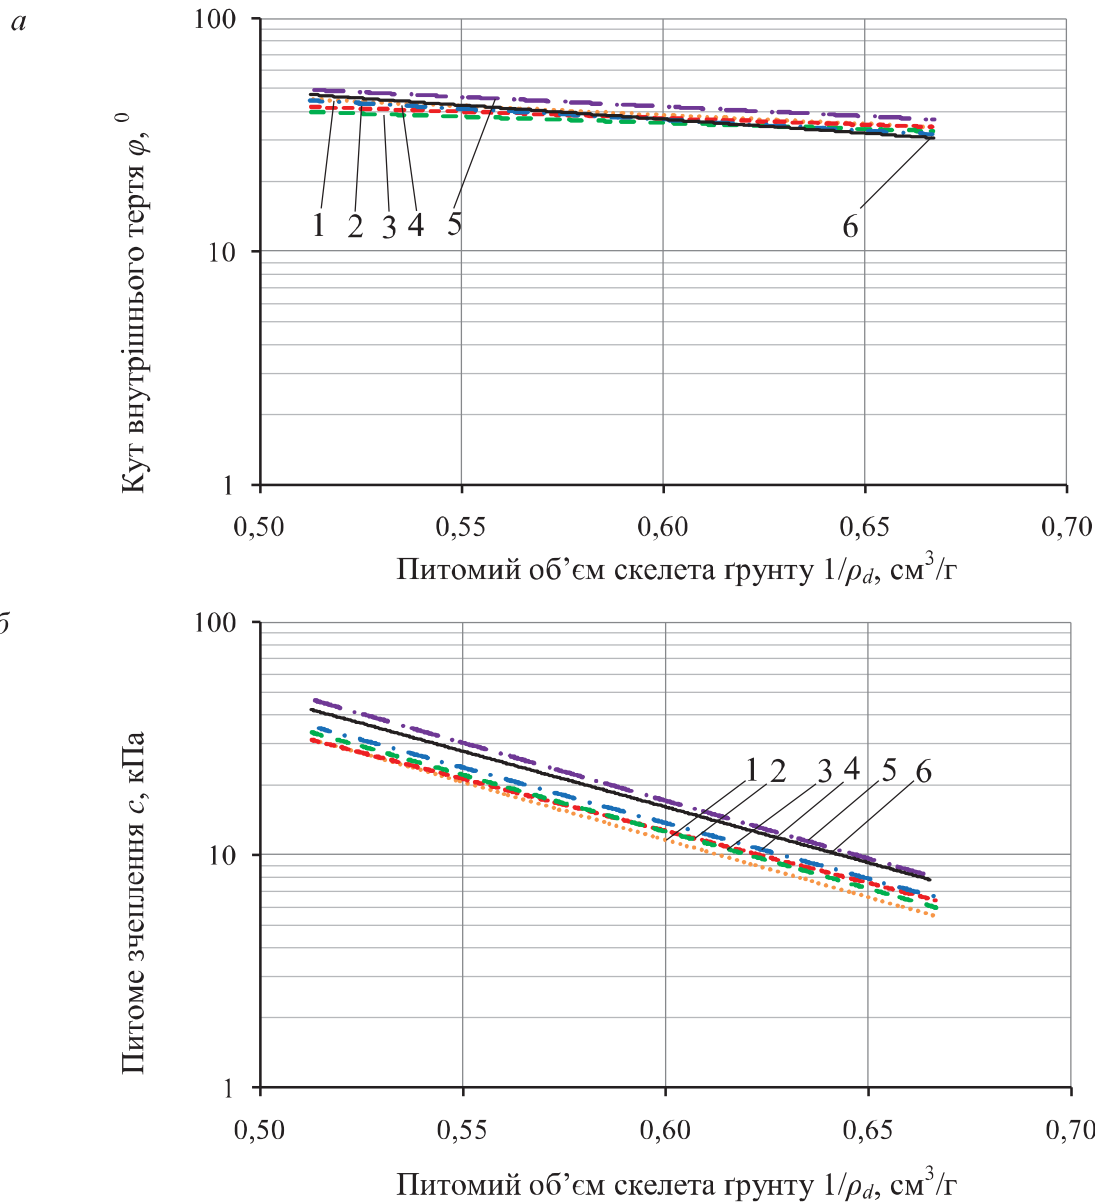 а
100
10
1
Кут внутрішнього тертя φ, ⁰
1 2 3 4 5 6
0,50 0,55 0,60 0,65 0,70
Питомий об’єм скелета ґрунту 1/ρd, см³/г
б
100
10
1
Питоме зчеплення с, кПа
1 2 3 4 5 6
0,50 0,55 0,60 0,65 0,70
Питомий об’єм скелета ґрунту 1/ρd, см³/г